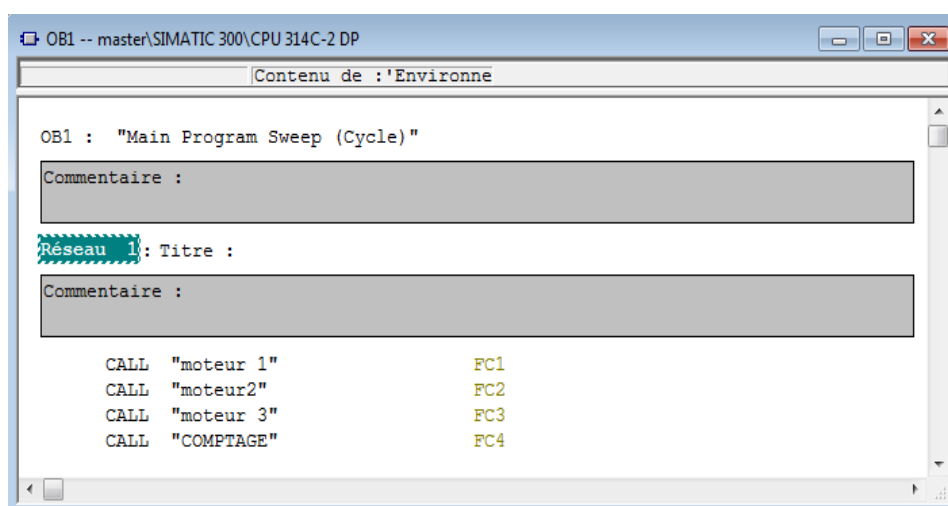 OB1 -- master\SIMATIC 300\CPU 314C-2 DP
Contenu de :'Environne
OB1 : "Main Program Sweep (Cycle)"
Commentaire :
Réseau 1 : Titre :
Commentaire :
CALL "moteur 1" FC1
CALL "moteur2" FC2
CALL "moteur 3" FC3
CALL "COMPTAGE" FC4